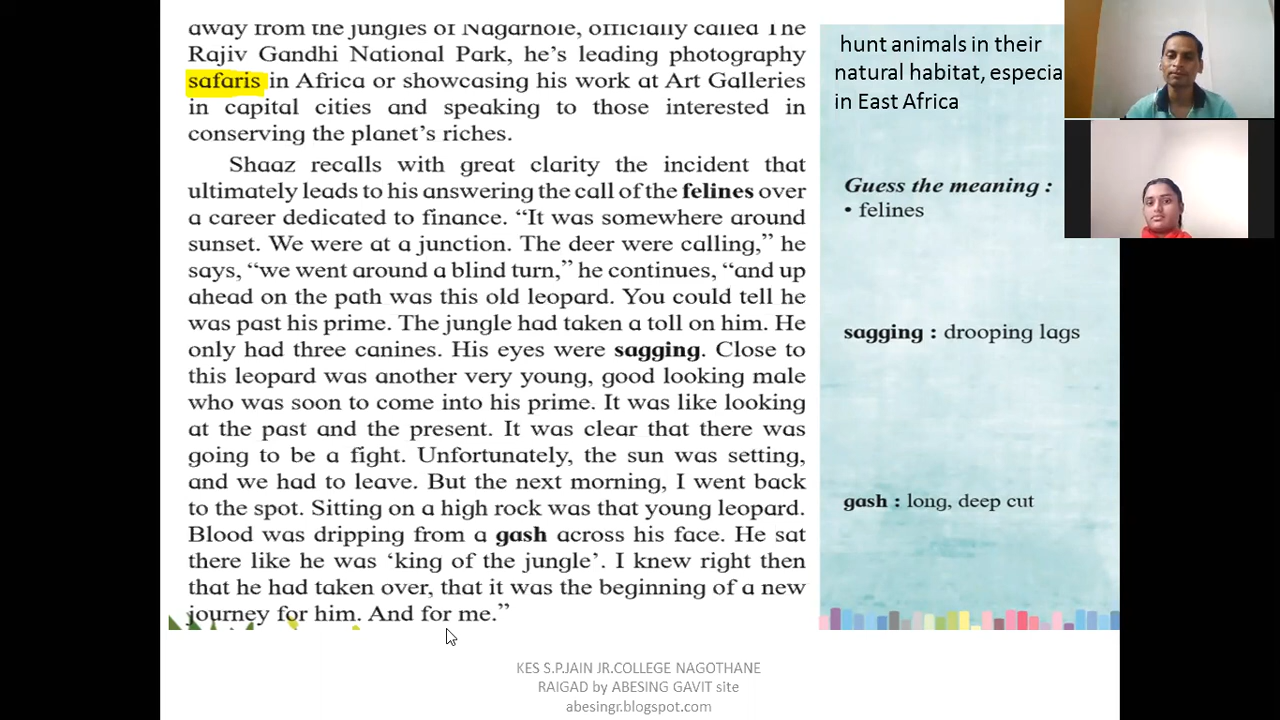 away from the jungles of Nagarhole, officially called The
Rajiv Gandhi National Park, he's leading photography
safaris in Africa or showcasing his work at Art Galleries
in capital cities and speaking to those interested in
conserving the planet's riches.
Shaaz recalls with great clarity the incident that
ultimately leads to his answering the call of the felines over
a career dedicated to finance. “It was somewhere around
sunset. We were at a junction. The deer were calling,” he
says, “we went around a blind turn,” he continues, “and up
ahead on the path was this old leopard. You could tell he
was past his prime. The jungle had taken a toll on him. He
only had three canines. His eyes were sagging. Close to
this leopard was another very young, good looking male
who was soon to come into his prime. It was like looking
at the past and the present. It was clear that there was
going to be a fight. Unfortunately, the sun was setting,
and we had to leave. But the next morning, I went back
to the spot. Sitting on a high rock was that young leopard.
Blood was dripping from a gash across his face. He sat
there like he was ‘king of the jungle’. I knew right then
that he had taken over, that it was the beginning of a new
journey for him. And for me.”
hunt animals in their
natural habitat, especia
in East Africa
Guess the meaning :
• felines
sagging : drooping lags
gash : long, deep cut
KES S.P.JAIN JR.COLLEGE NAGOTHANE
RAIGAD by ABESING GAVIT site
abesingr.blogspot.com